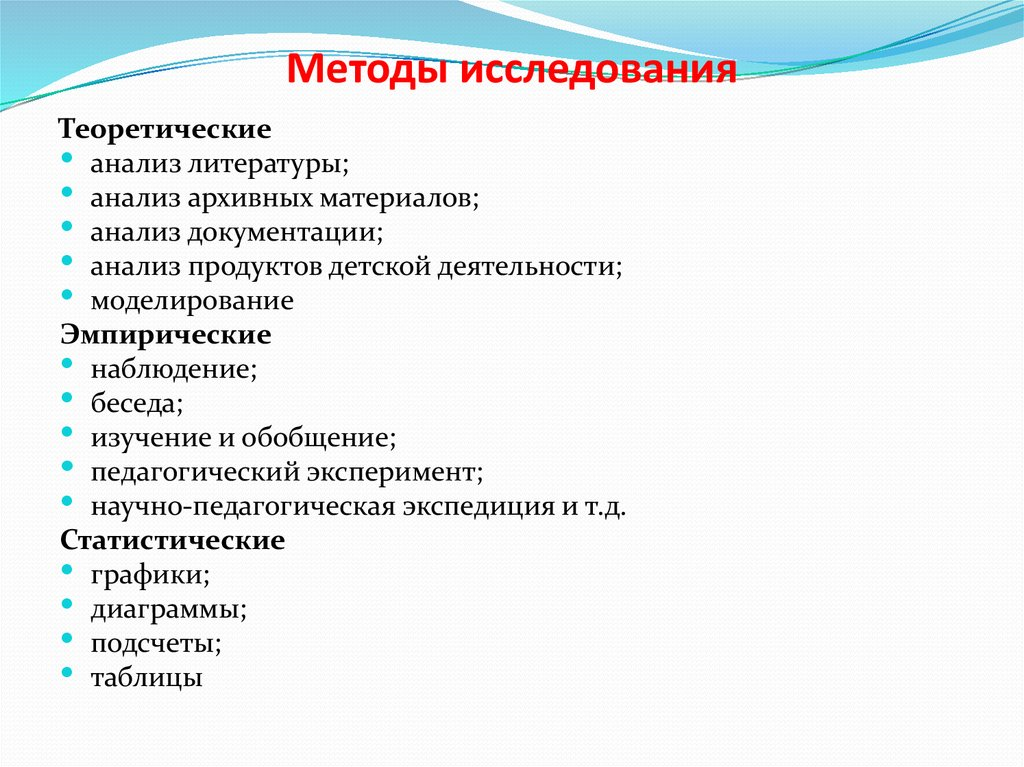 Методы исследования
Теоретические
• анализ литературы;
• анализ архивных материалов;
• анализ документации;
• анализ продуктов детской деятельности;
• моделирование
Эмпирические
• наблюдение;
• беседа;
• изучение и обобщение;
• педагогический эксперимент;
• научно-педагогическая экспедиция и т.д.
Статистические
• графики;
• диаграммы;
• подсчеты;
• таблицы